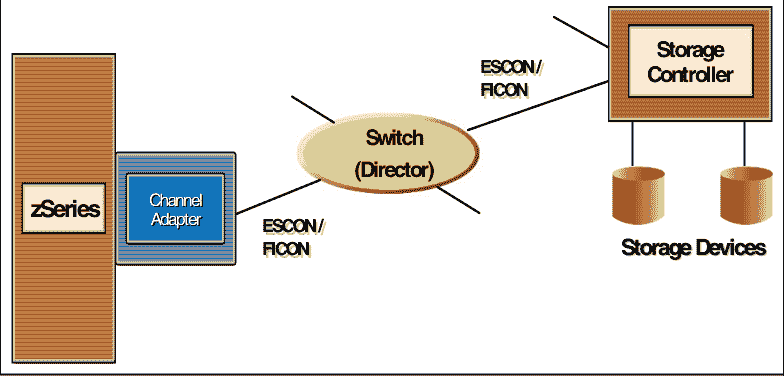 zSeries
Channel
Adapter
ESCON /
FICON
Switch
(Director)
ESCON /
FICON
Storage
Controller
Storage Devices